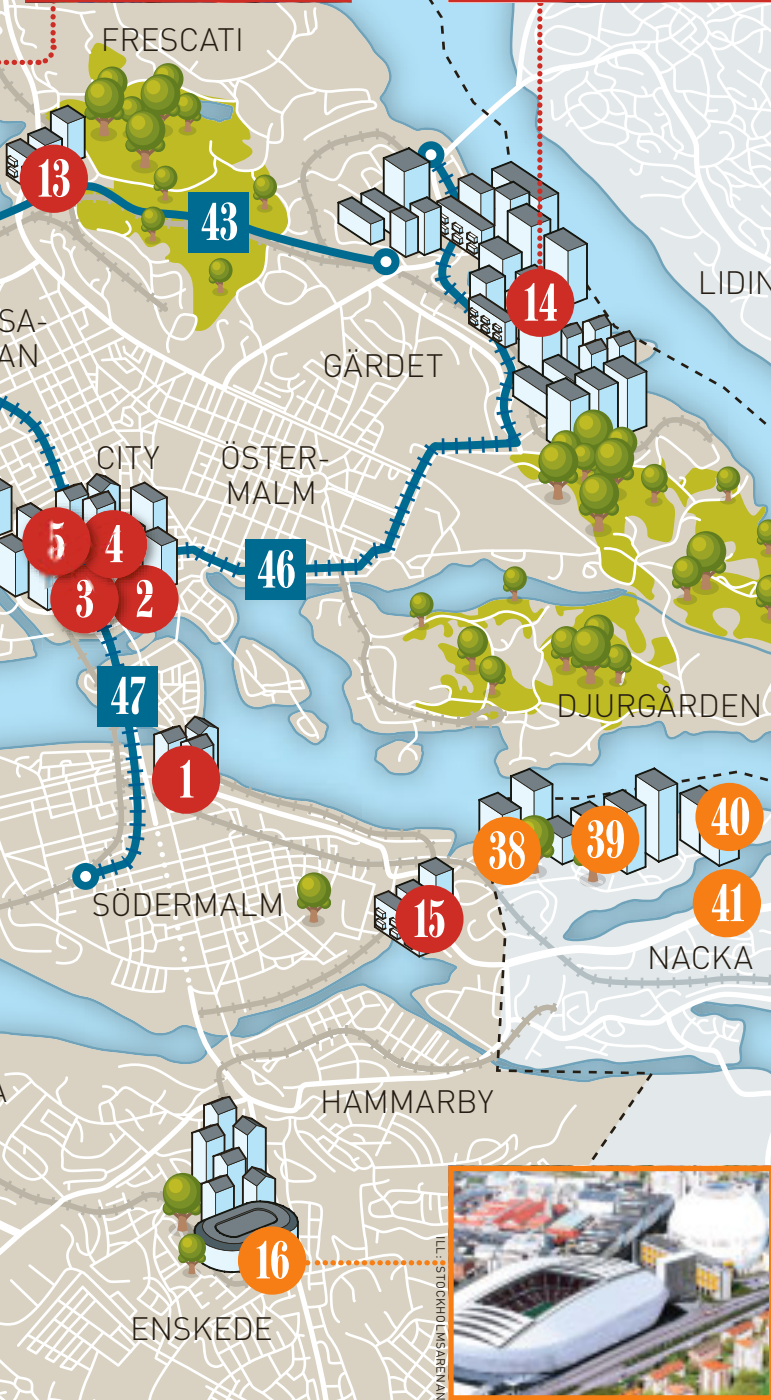 FRESCATI
13
43
LIDIN
14
SA-
AN
GÄRDET
CITY
ÖSTER-
MALM
5
4
46
3
2
47
DJURGÅRDEN
1
40
39
38
SÖDERMALM
41
15
NACKA
A
HAMMARBY
16
ENSKEDE
ILL: STOCKHOLMSARENAN